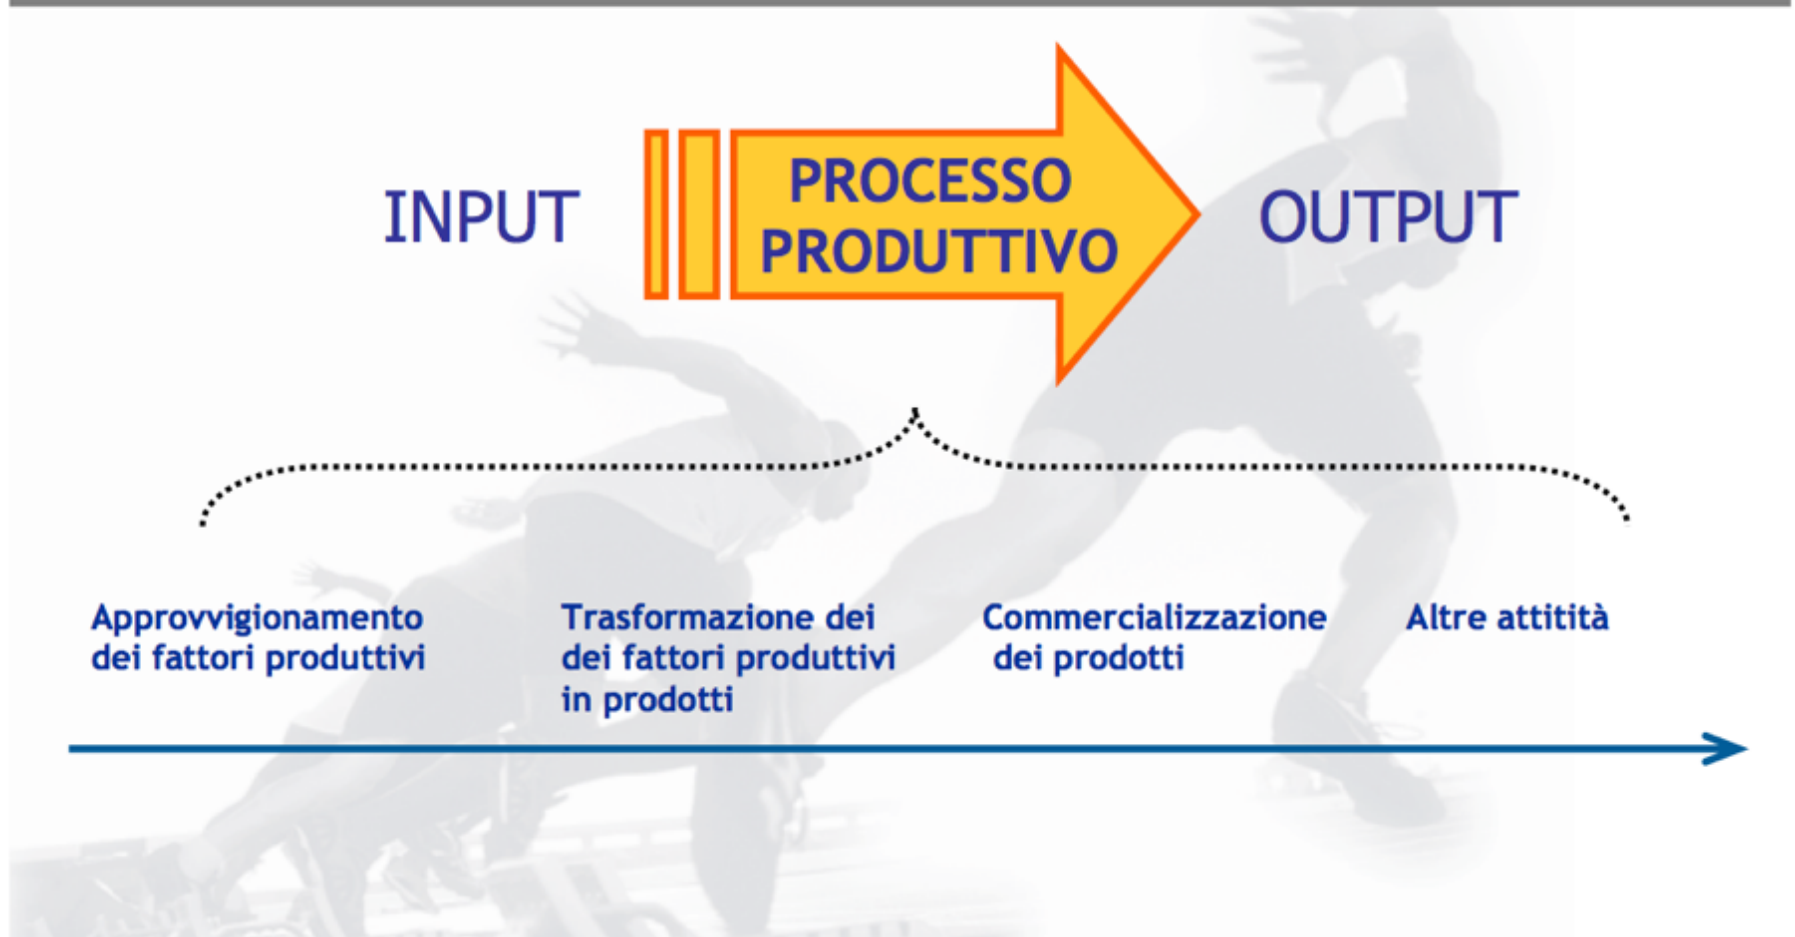 INPUT
PROCESSO
PRODUTTIVO
OUTPUT
Approvvigionamento
dei fattori produttivi
Trasformazione dei
dei fattori produttivi
in prodotti
Commercializzazione
dei prodotti
Altre attitità